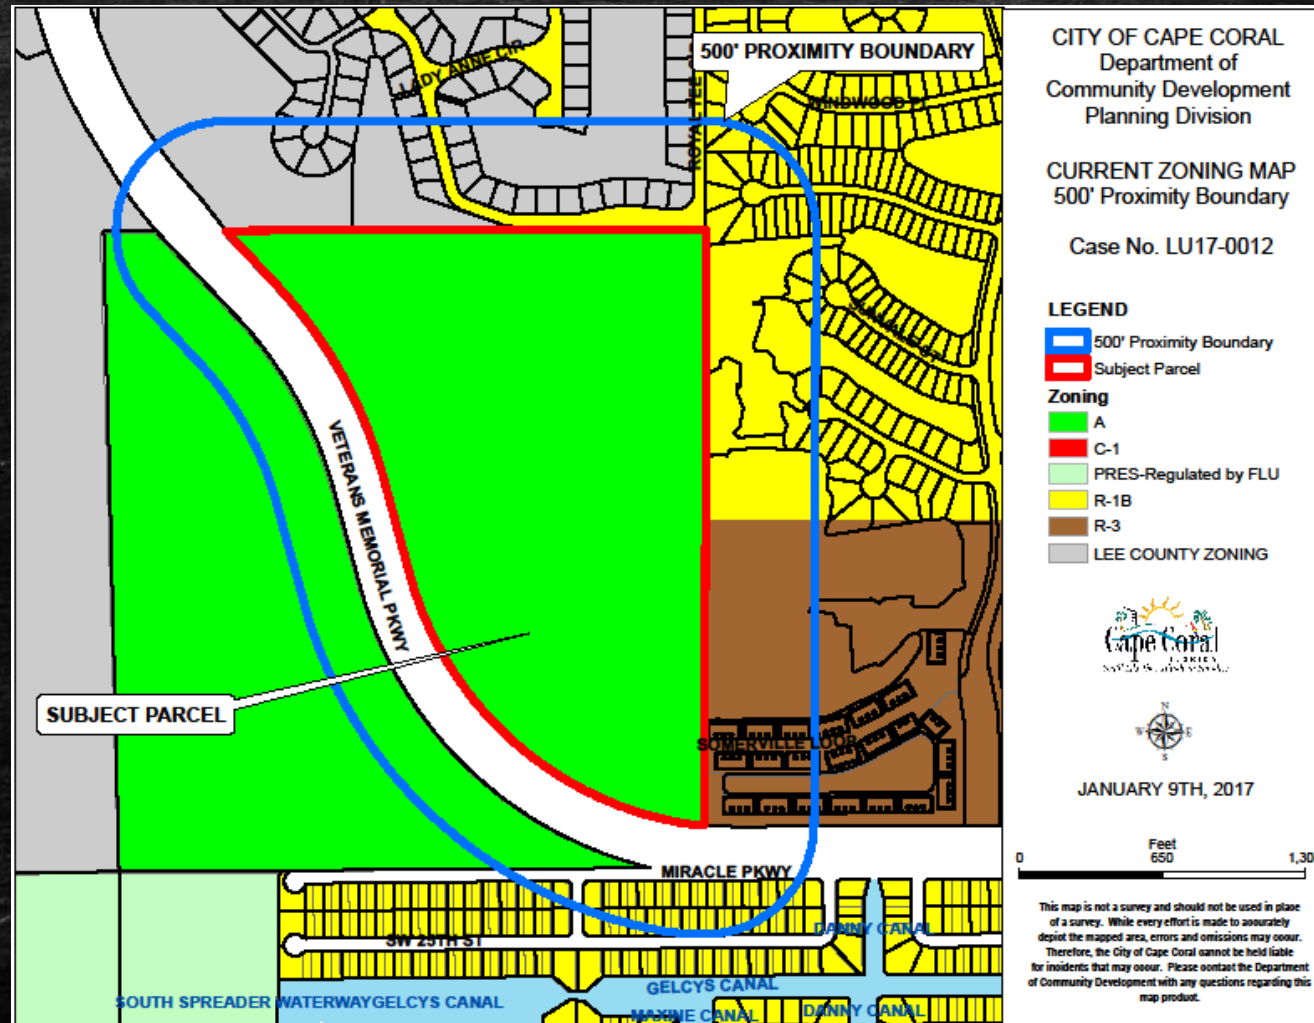 LADY ANNE CIR
500' PROXIMITY BOUNDARY
VETERANS MEMORIAL PKWY
SUBJECT PARCEL
SOMERVILLE LOOP
MIRACLE PKWY
SW 25TH ST
DANNY CANAL
GELCYS CANAL
SOUTH SPREADER WATERWAY
GELCYS CANAL
MAXINE CANAL
DANNY CANAL
CITY OF CAPE CORAL
Department of
Community Development
Planning Division
CURRENT ZONING MAP
500' Proximity Boundary
Case No. LU17-0012
LEGEND
500' Proximity Boundary
Subject Parcel
Zoning
A
C-1
PRES-Regulated by FLU
R-1B
R-3
LEE COUNTY ZONING
Cape Coral
N
W
E
S
JANUARY 9TH, 2017
Feet
0 650 1,30
This map is not a survey and should not be used in place
of a survey. While every effort is made to accurately
depict the mapped area, errors and omissions may occur.
Therefore, the City of Cape Coral cannot be held liable
for incidents that may occur. Please contact the Department
of Community Development with any questions regarding this
map product.